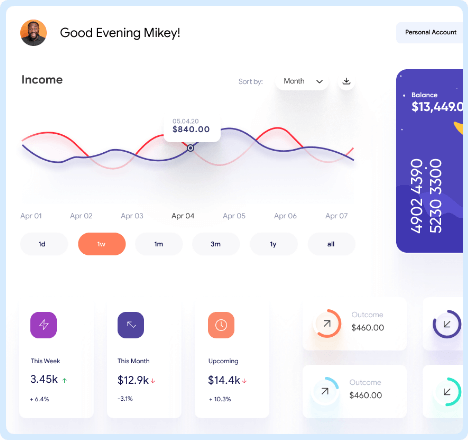 Good Evening Mikey!
Personal Account
Income
Sort by:
Month
Balance
$13,449.0
05.04.20
$840.00
4902 4390
5230 3300
Apr 01
Apr 02
Apr 03
Apr 04
Apr 05
Apr 06
Apr 07
1d
1w
1m
3m
1y
all
This Week
3.45k
+ 6.4%
This Month
$12.9k
-3.1%
Upcoming
$14.4k
+ 10.3%
Outcome
$460.00
Outcome
$460.00